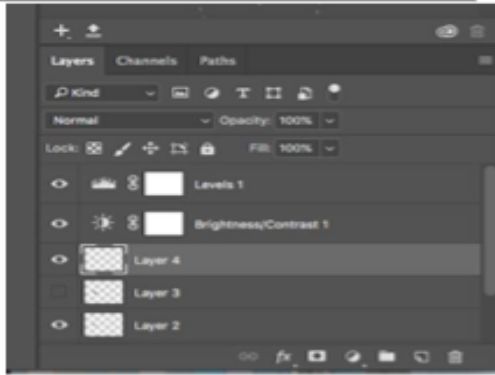 Layers Channels Paths
Kind
Normal Opacity: 100%
Lock: Fill: 100%
Levels 1
Brightness/Contrast 1
Layer 4
Layer 3
Layer 2
fx